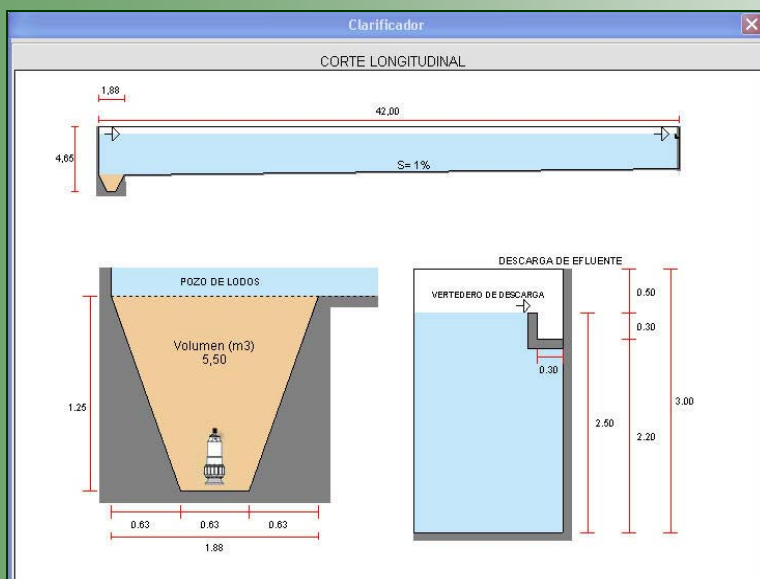 Clarificador
CORTE LONGITUDINAL
1,88
42,00
4,65
S= 1%
POZO DE LODOS
Volumen (m3)
5,50
1.25
0.63
0.63
0.63
1.88
DESCARGA DE EFLUENTE
VERTEDERO DE DESCARGA
0.50
0.30
0.30
2.50
2.20
3.00